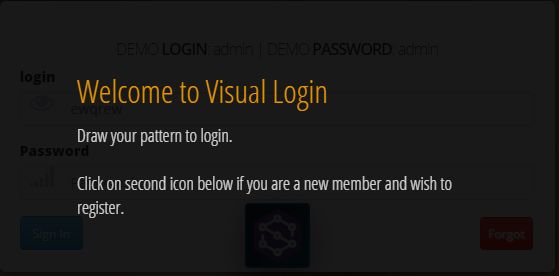 DEMO LOGIN: admin | DEMO PASSWORD: admin
login
Welcome to Visual Login
ewqrew
Draw your pattern to login.
Password
Click on second icon below if you are a new member and wish to
register.
Sign In
Forgot